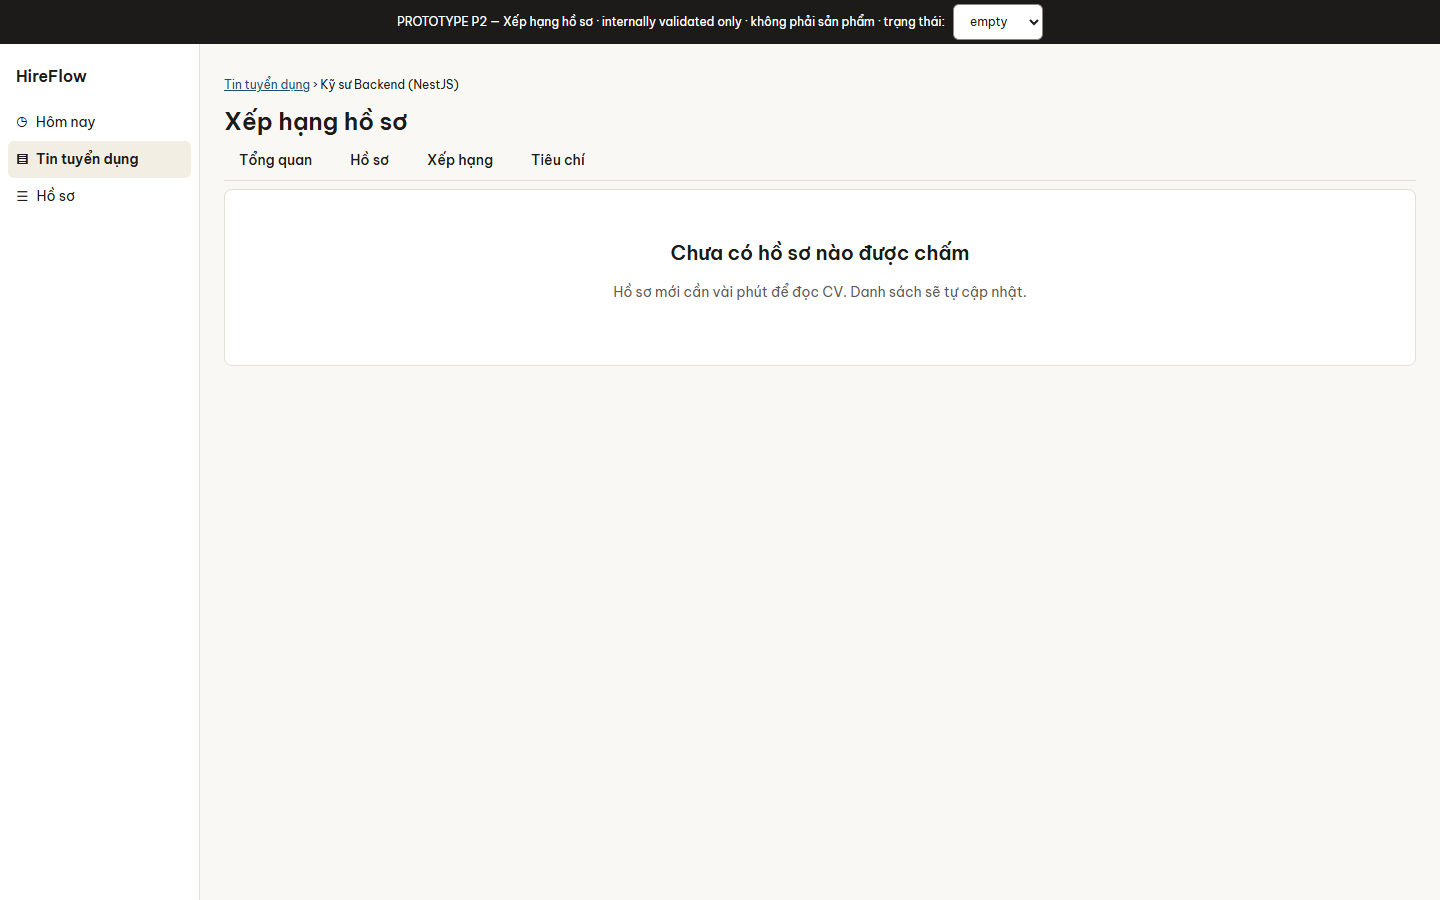 PROTOTYPE P2 — Xếp hạng hồ sơ · internally validated only · không phải sản phẩm · trạng thái: empty
HireFlow
Hôm nay
Tin tuyển dụng
Hồ sơ
Tin tuyển dụng › Kỹ sư Backend (NestJS)
Xếp hạng hồ sơ
Tổng quan Hồ sơ Xếp hạng Tiêu chí
Chưa có hồ sơ nào được chấm
Hồ sơ mới cần vài phút để đọc CV. Danh sách sẽ tự cập nhật.